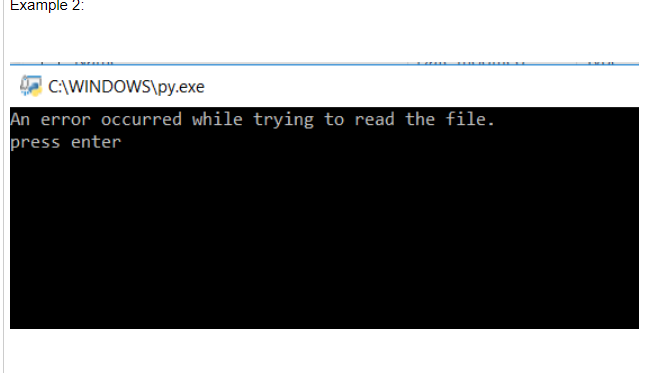 Example 2:
C:\WINDOWS\py.exe
An error occurred while trying to read the file.
press enter